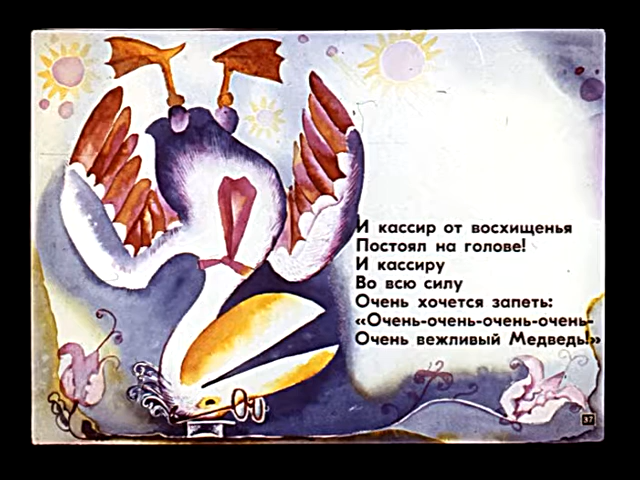 И кассир от восхищенья
Постоял на голове!
И кассиру
Во всю силу
Очень хочется запеть:
«Очень-очень-очень-очень-
Очень вежливый Медведь!»
37